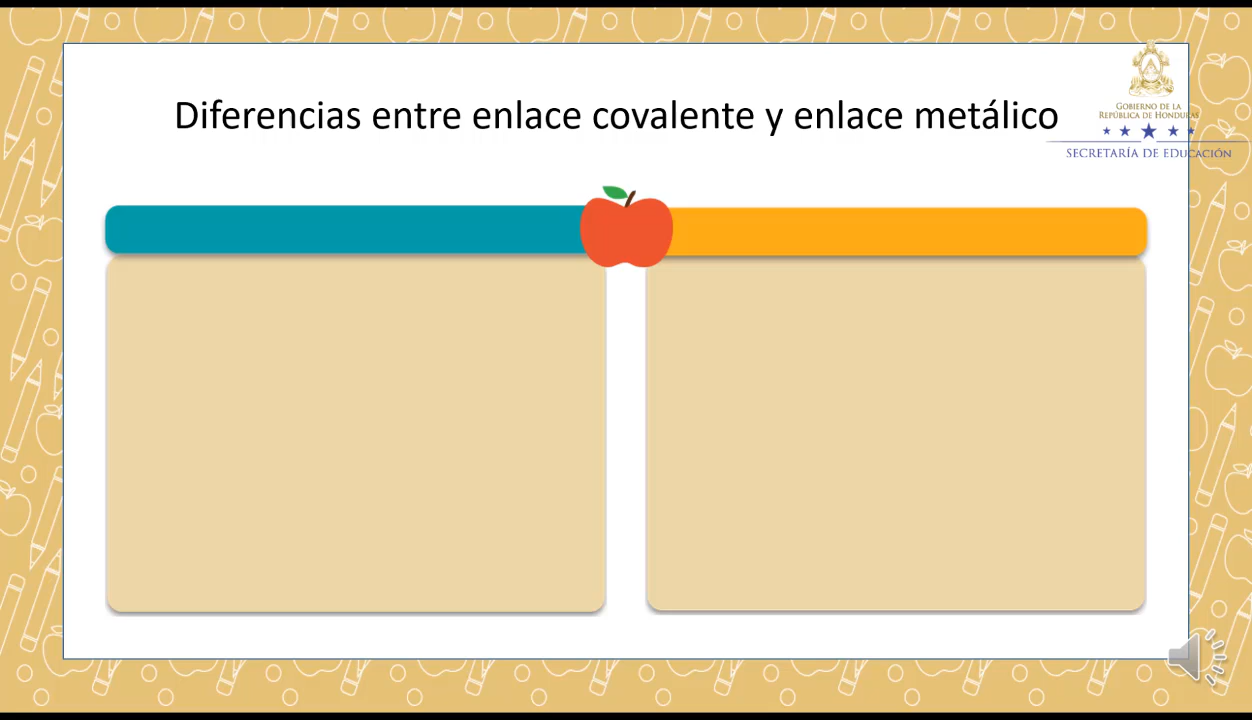 Diferencias entre enlace covalente y enlace metálico
GOBIERNO DE LA
REPÚBLICA DE HONDURAS
SECRETARÍA DE EDUCACIÓN